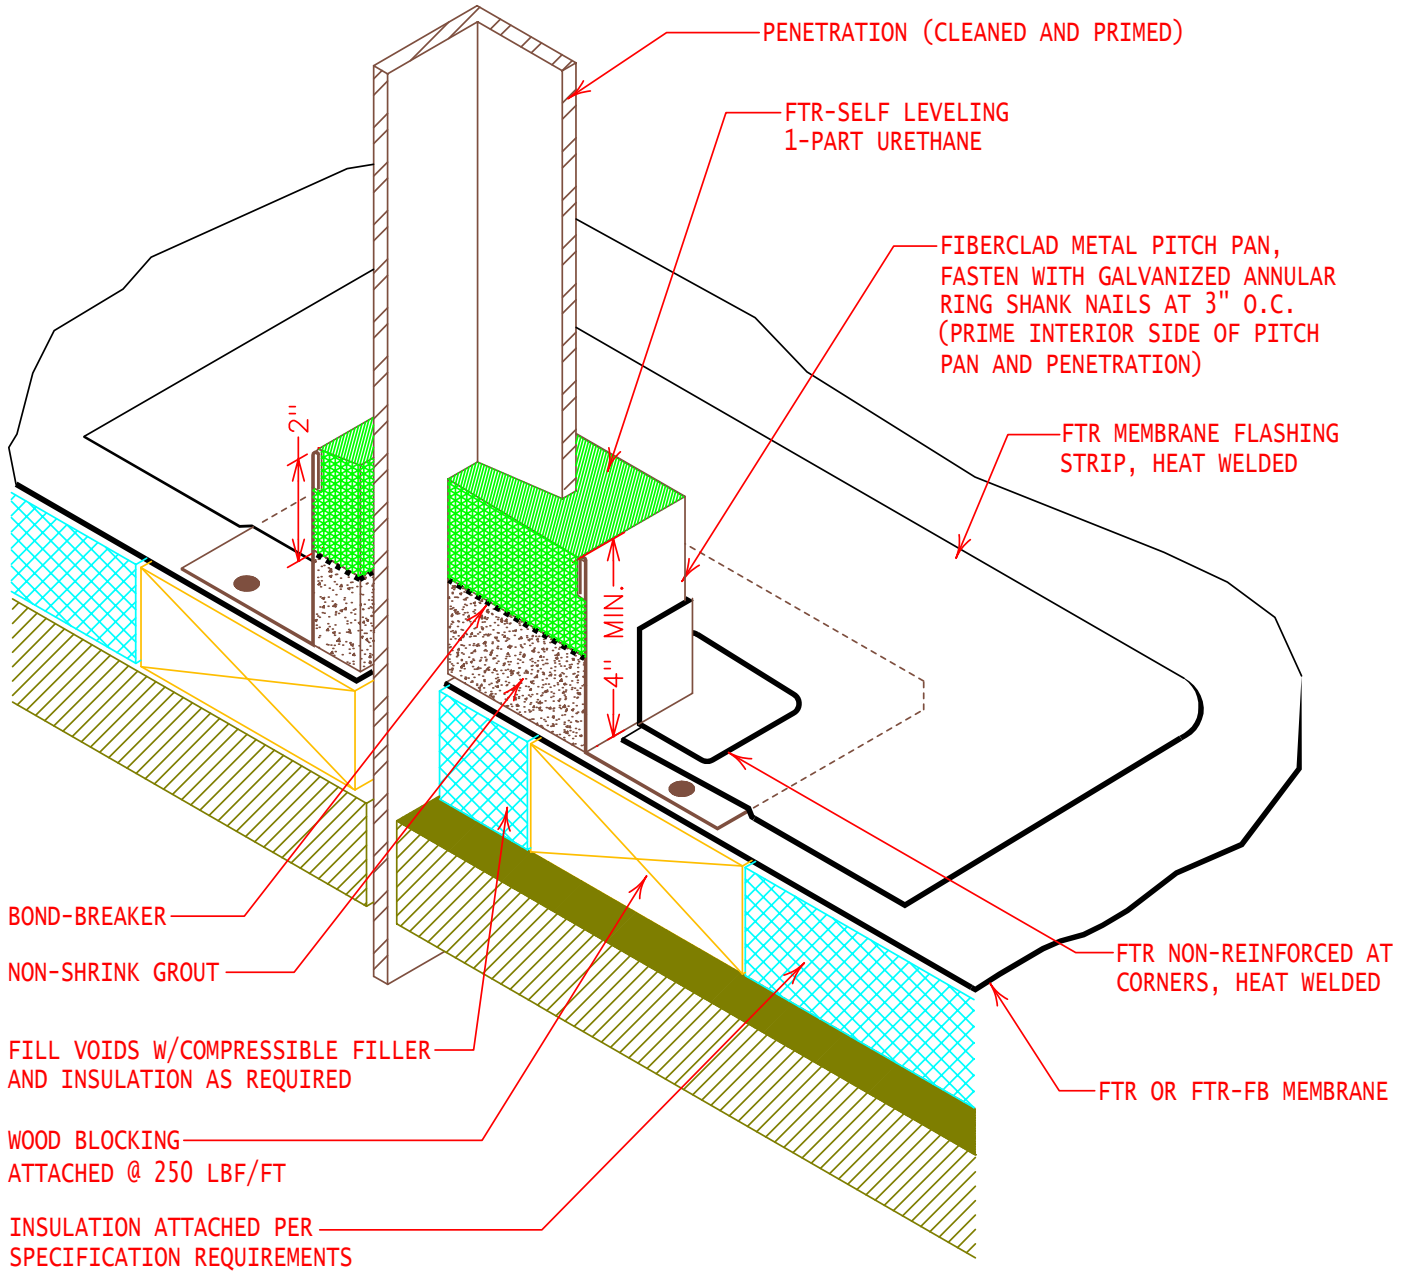 PENETRATION (CLEANED AND PRIMED)
FTR-SELF LEVELING
1-PART URETHANE
FIBERCLAD METAL PITCH PAN,
FASTEN WITH GALVANIZED ANNULAR
RING SHANK NAILS AT 3" O.C.
(PRIME INTERIOR SIDE OF PITCH
PAN AND PENETRATION)
FTR MEMBRANE FLASHING
STRIP, HEAT WELDED
2"
4" MIN.
BOND-BREAKER
NON-SHRINK GROUT
FILL VOIDS W/COMPRESSIBLE FILLER
AND INSULATION AS REQUIRED
WOOD BLOCKING
ATTACHED @ 250 LBF/FT
INSULATION ATTACHED PER
SPECIFICATION REQUIREMENTS
FTR NON-REINFORCED AT
CORNERS, HEAT WELDED
FTR OR FTR-FB MEMBRANE